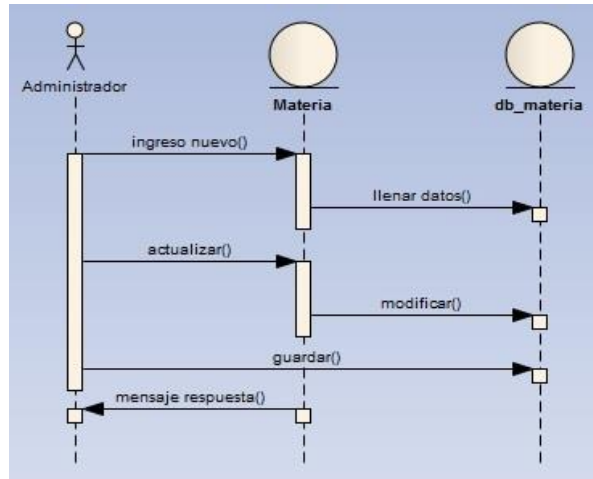 Administrador
Materia
db_materia
ingreso nuevo()
llenar datos()
actualizar()
modificar()
guardar()
mensaje respuesta()